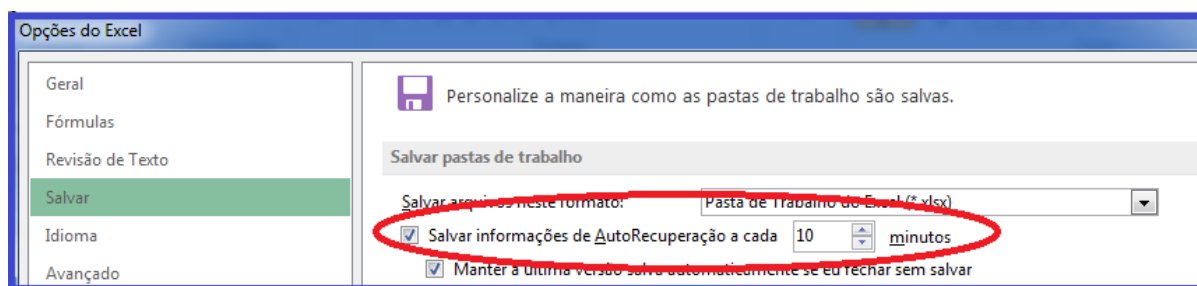 Opções do Excel
Geral
Fórmulas
Revisão de Texto
Salvar
Idioma
Avançado
Personalize a maneira como as pastas de trabalho são salvas.
Salvar pastas de trabalho
Salvar arquivos neste formato: Pasta de Trabalho do Excel (*.xlsx)
Salvar informações de AutoRecuperação a cada 10 minutos
Manter a última versão salva automaticamente se eu fechar sem salvar